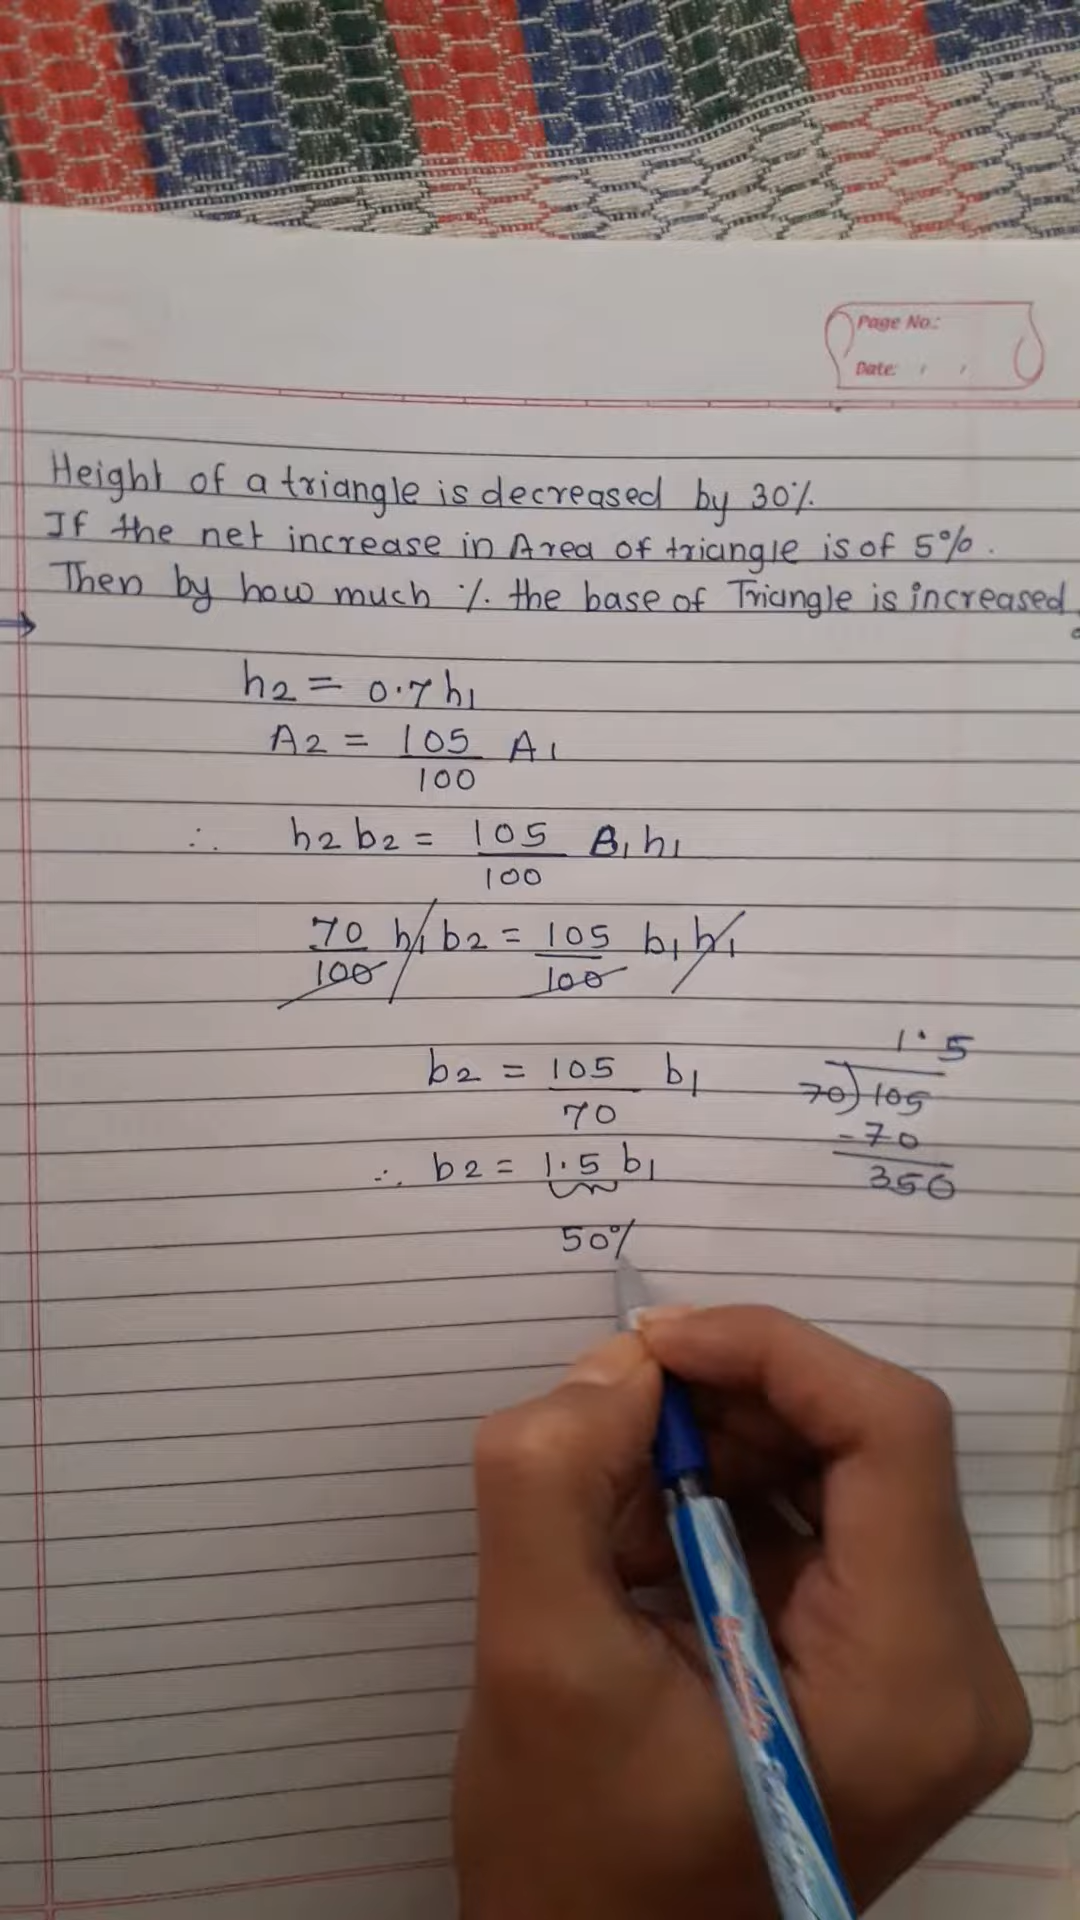 Page No.:
Date: , ,
Height of a triangle is decreased by 30%.
If the net increase in Area of triangle is of 5%.
Then by how much % the base of Triangle is increased
h2 = 0.7 h1
A2 = 105/100 A1
∴ h2 b2 = 105/100 B1 h1
70/100 h1 b2 = 105/100 b1 h1
b2 = 105/70 b1
∴ b2 = 1.5 b1
50%
1.5
70)105
-70
350